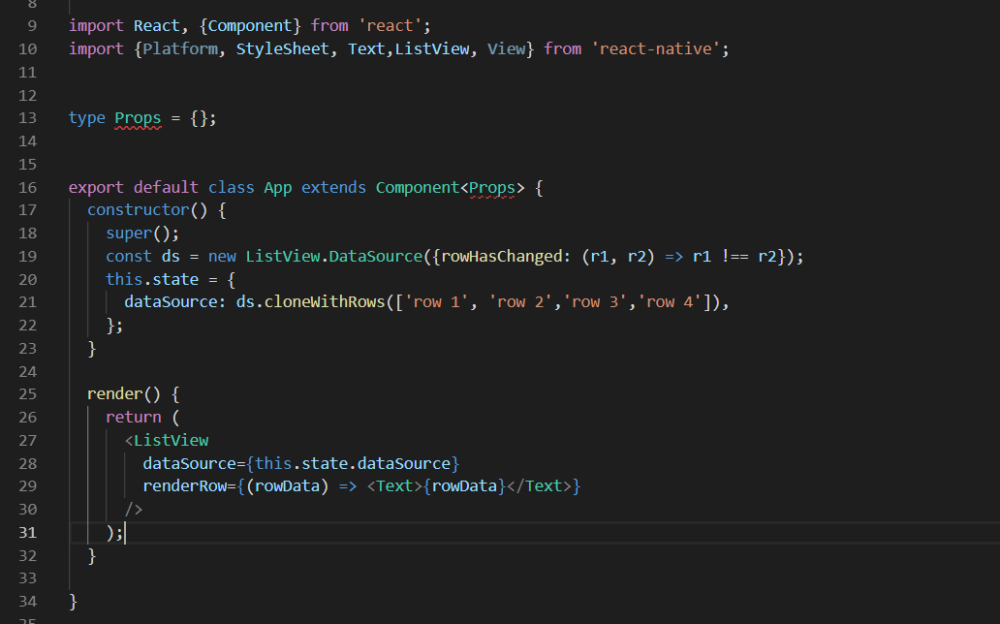 8
9 import React, {Component} from 'react';
10 import {Platform, StyleSheet, Text,ListView, View} from 'react-native';
11
12
13 type Props = {};
14
15
16 export default class App extends Component<Props> {
17   constructor() {
18     super();
19     const ds = new ListView.DataSource({rowHasChanged: (r1, r2) => r1 !== r2});
20     this.state = {
21       dataSource: ds.cloneWithRows(['row 1', 'row 2','row 3','row 4']),
22     };
23   }
24
25   render() {
26     return (
27       <ListView
28         dataSource={this.state.dataSource}
29         renderRow={(rowData) => <Text>{rowData}</Text>}
30       />
31     );
32   }
33
34 }
35